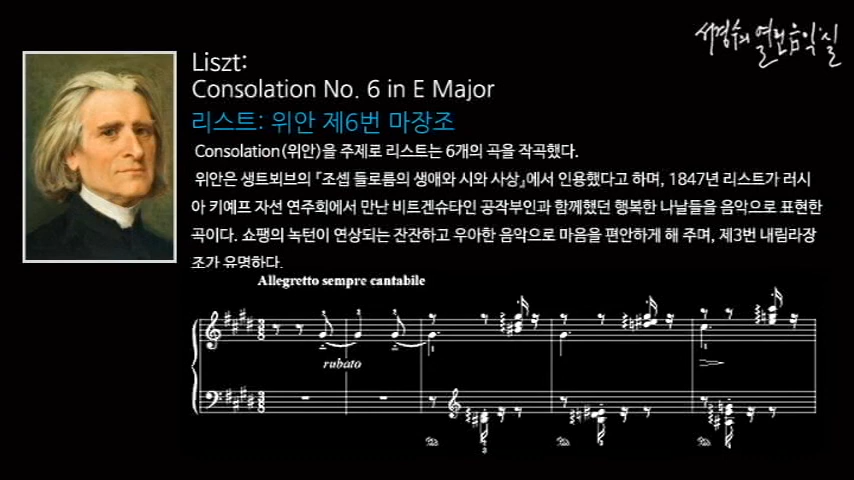 서경수의 열린음악실
Liszt:
Consolation No. 6 in E Major
리스트: 위안 제6번 마장조
Consolation(위안)을 주제로 리스트는 6개의 곡을 작곡했다.
위안은 생트뵈브의 『조셉 들로름의 생애와 시와 사상』에서 인용했다고 하며, 1847년 리스트가 러시
아 키예프 자선 연주회에서 만난 비트겐슈타인 공작부인과 함께했던 행복한 나날들을 음악으로 표현한
곡이다. 쇼팽의 녹턴이 연상되는 잔잔하고 우아한 음악으로 마음을 편안하게 해 주며, 제3번 내림라장
조가 유명하다.
Allegretto sempre cantabile
rubato